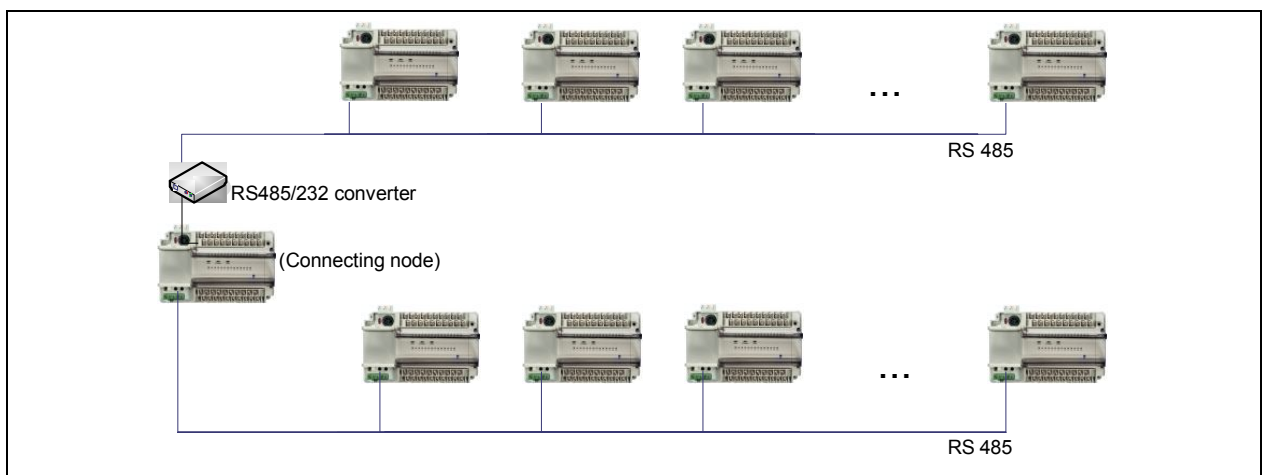 ...
RS 485
RS485/232 converter
(Connecting node)
...
RS 485